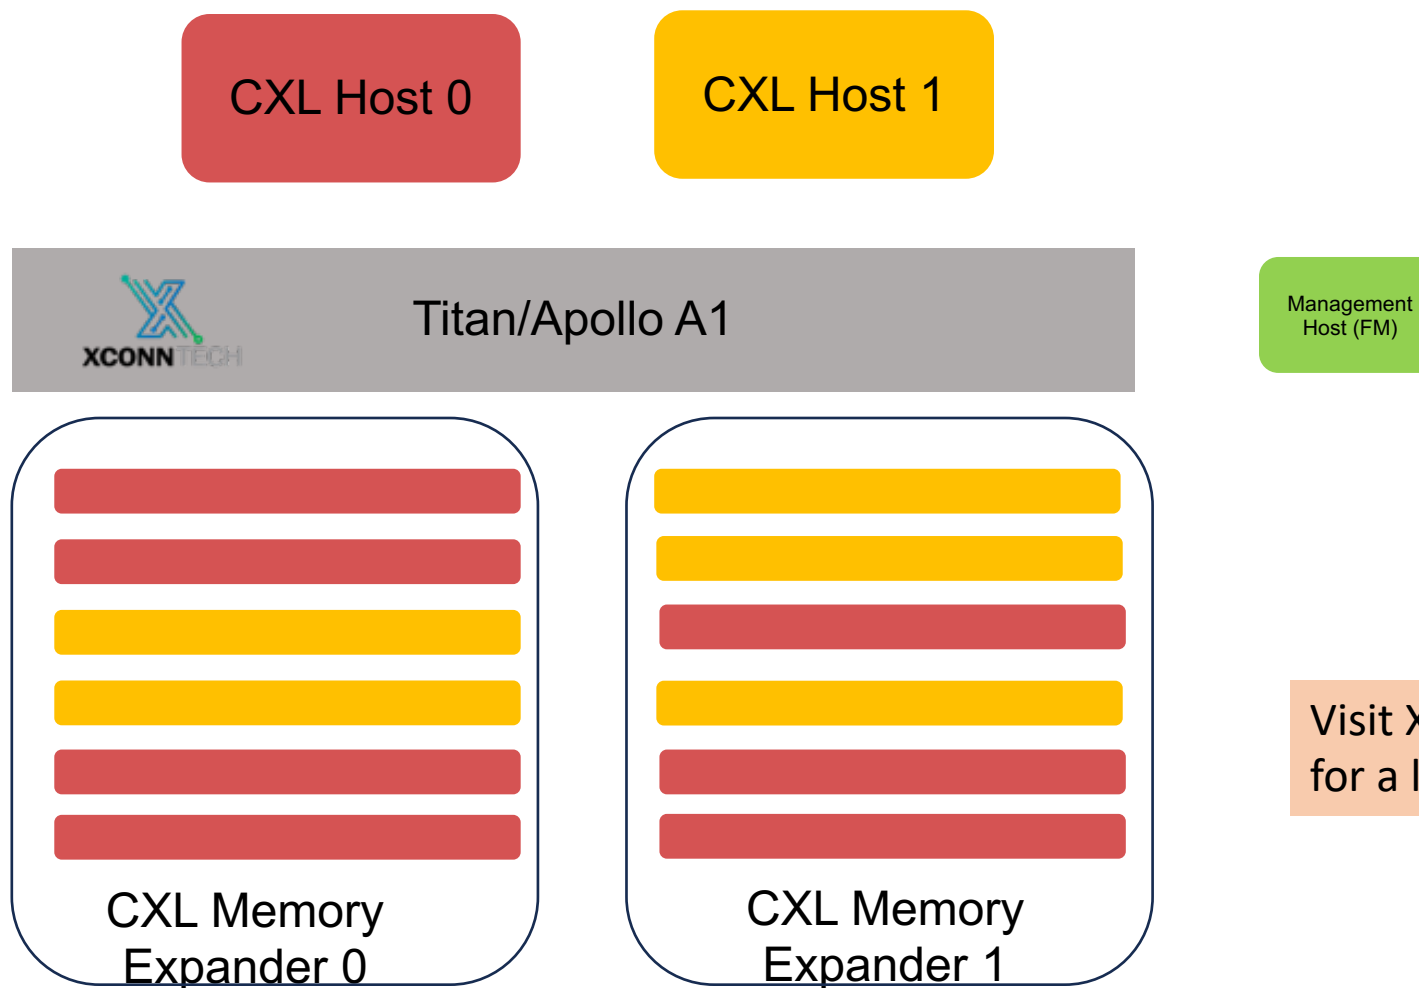 CXL Host 0
CXL Host 1
XCONNTECH
Titan/Apollo A1
Management
Host (FM)
CXL Memory
Expander 0
CXL Memory
Expander 1
Visit X
for a l